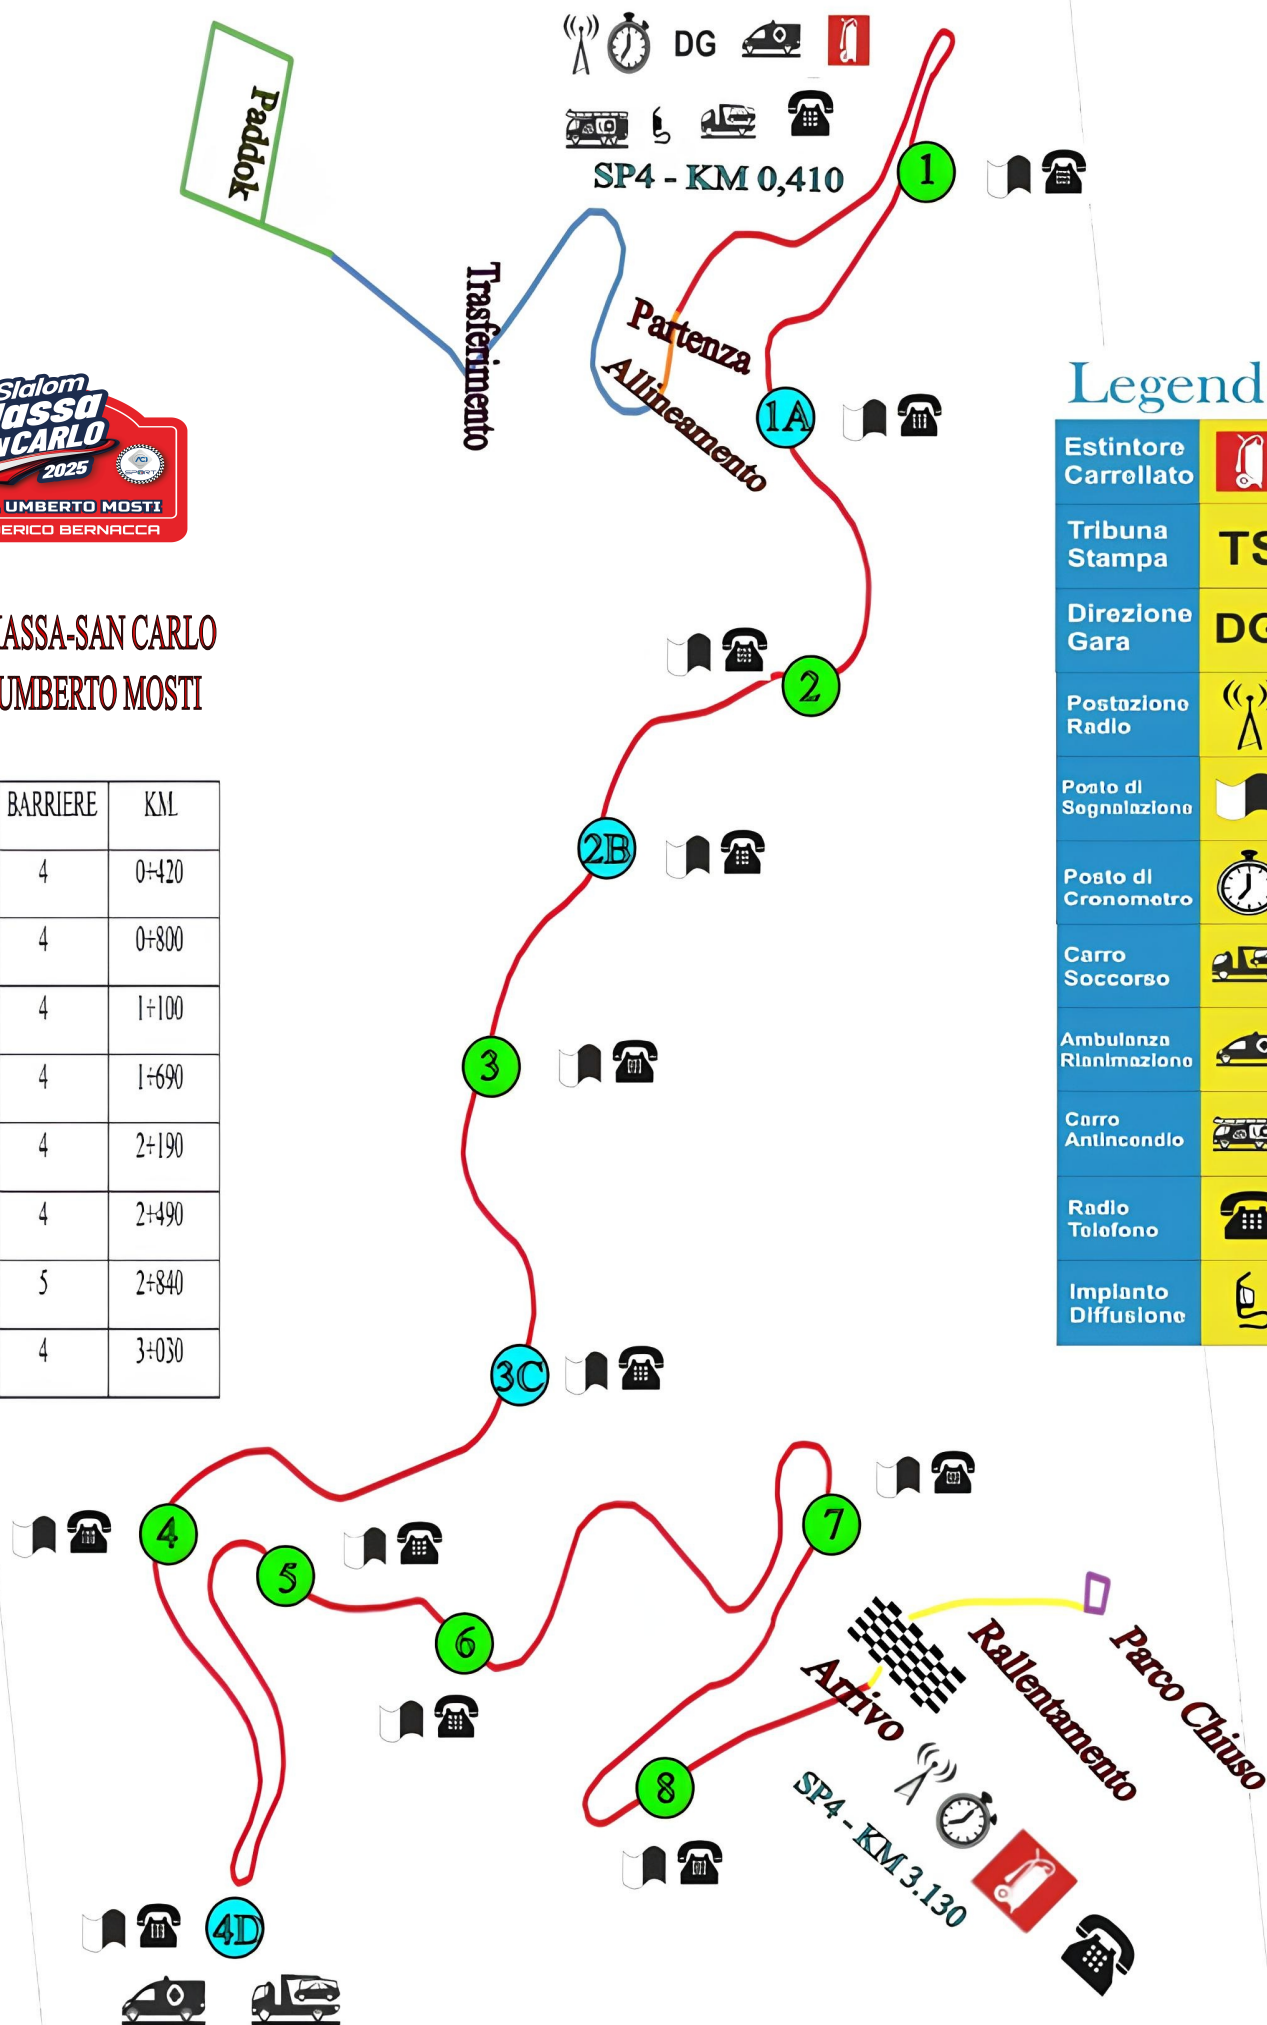 DG
SP4 - KM 0,410
Paddok
1
Trasferimento
Partenza
Allineamento
1A
Slalom
CARLO
2025
ACI
SPORT
UMBERTO MOSTI
BERNACCA
Legend
Estintore
Carrellato
Tribuna
Stampa
TS
Direzione
Gara
DG
Postazione
Radio
Posto di
Segnalazione
Posto di
Cronometro
Carro
Soccorso
Ambulanza
Rianimazione
Carro
Antincendio
Radio
Telefono
Impianto
Diffusione
ASSA-SAN CARLO
UMBERTO MOSTI
2
BARRIERE KM.
4 0+420
4 0+800
4 1+100
4 1+690
4 2+190
4 2+490
5 2+840
4 3+030
2B
3
3C
4
5
6
7
8
4D
Arrivo
Rallentamento
Parco Chiuso
SP4 - KM 3.130